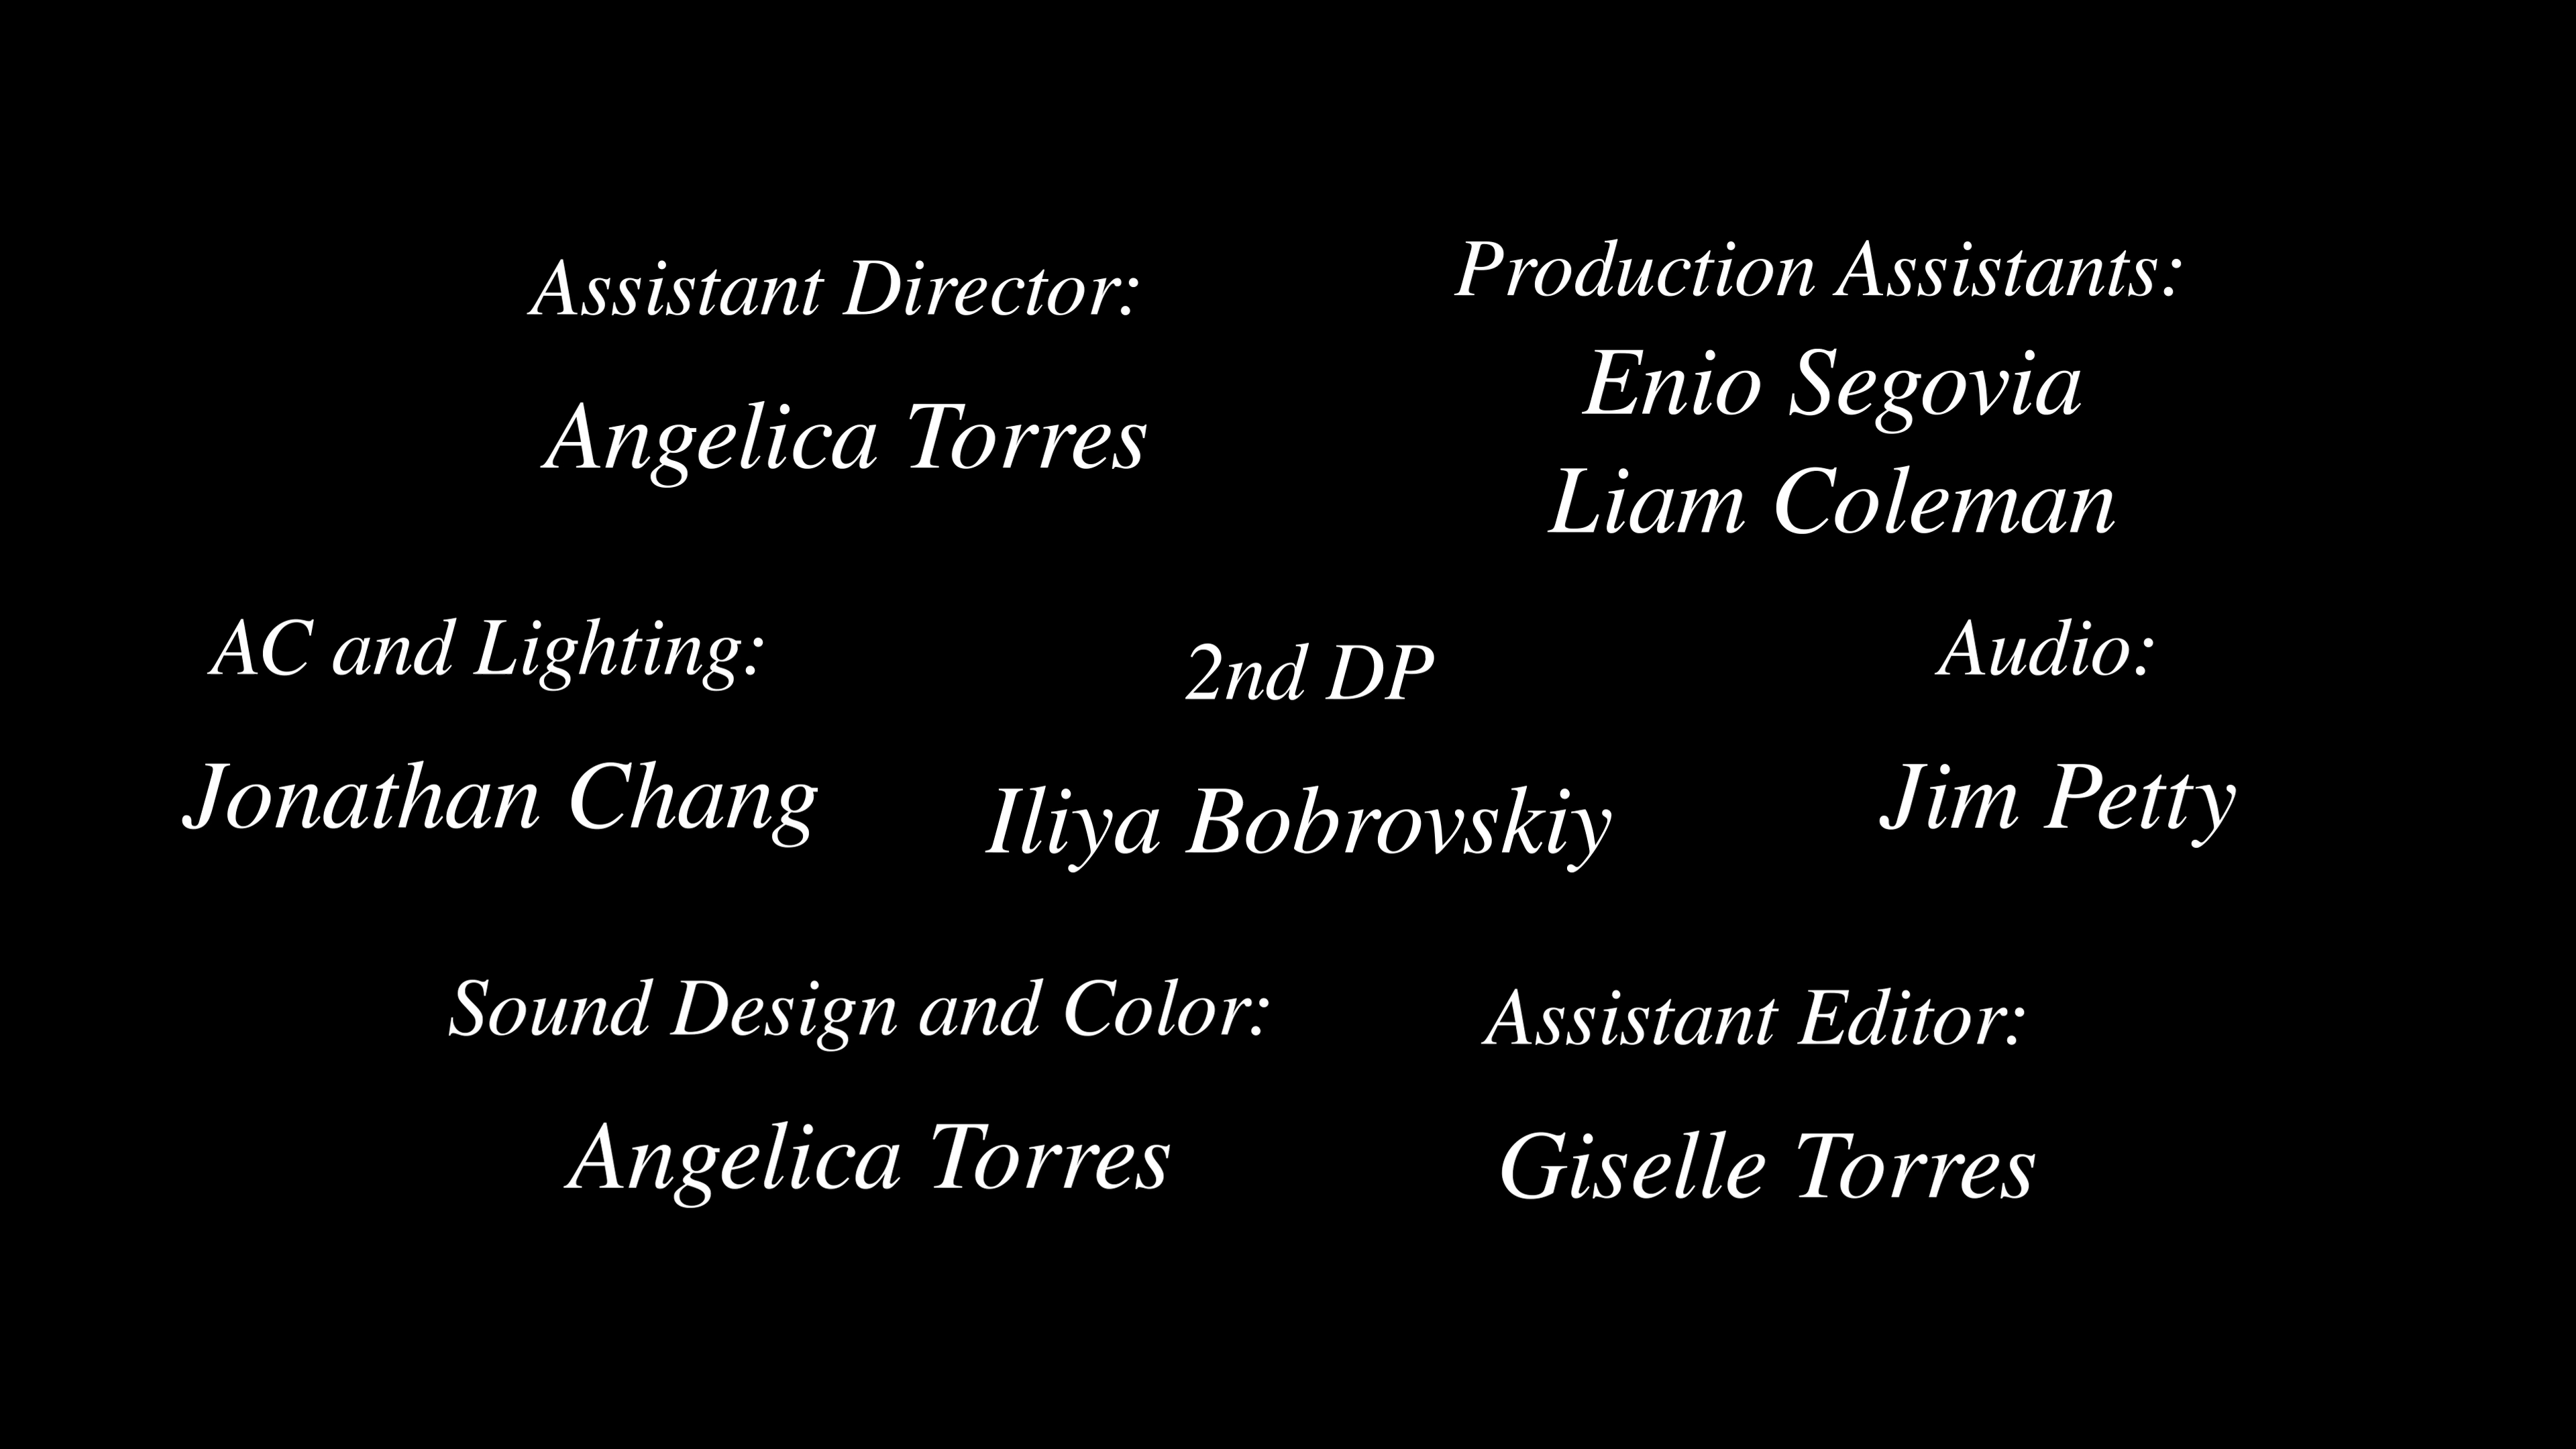 Assistant Director:
Angelica Torres
Production Assistants:
Enio Segovia
Liam Coleman
AC and Lighting:
Jonathan Chang
2nd DP
Iliya Bobrovskiy
Audio:
Jim Petty
Sound Design and Color:
Angelica Torres
Assistant Editor:
Giselle Torres